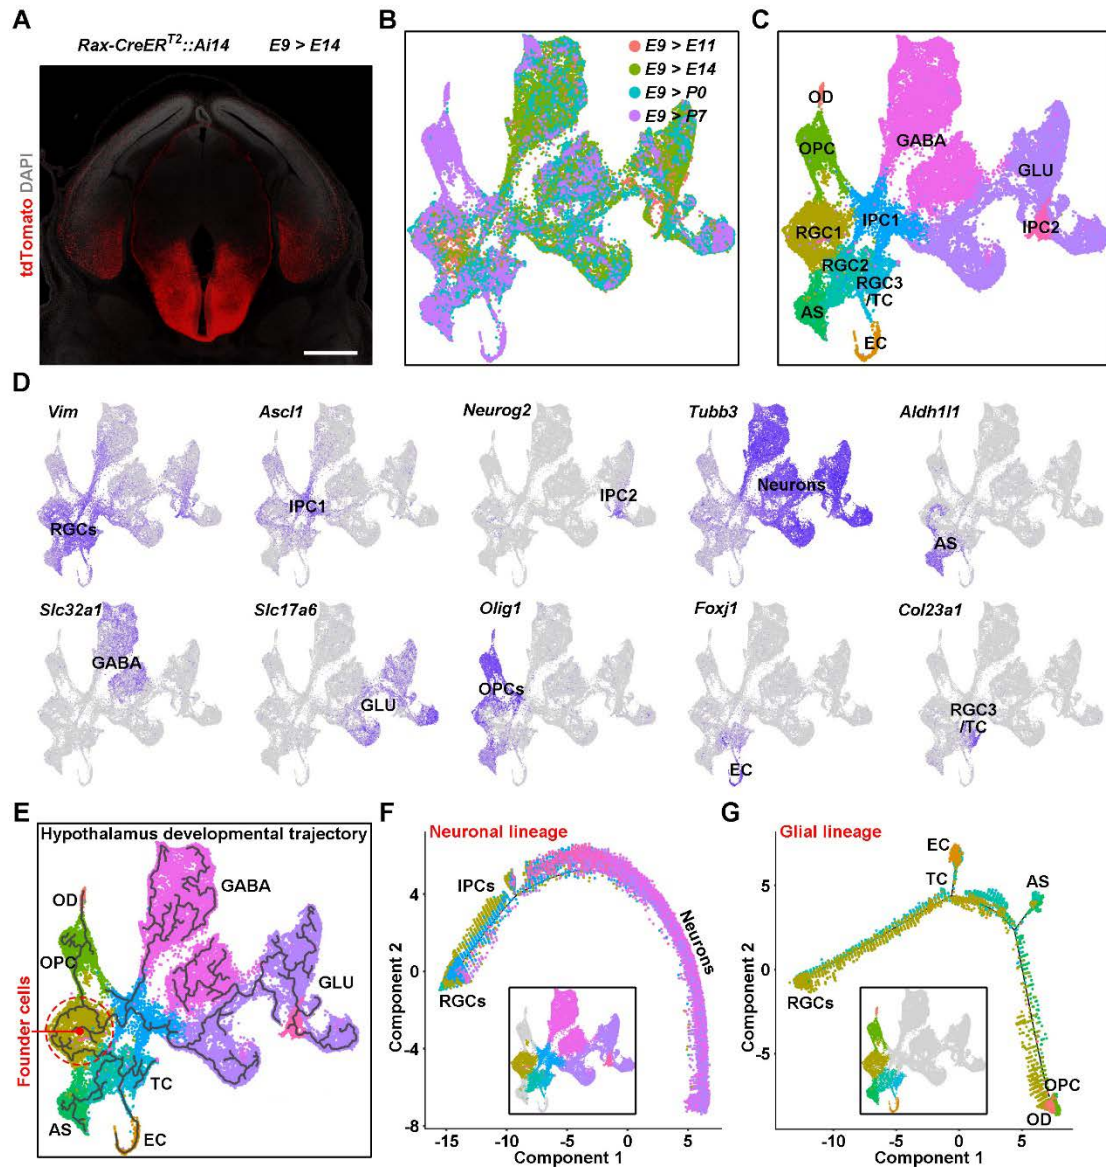 A
Rax-CreER^T2::Ai14 E9 > E14
tdTomato DAPI
B
E9 > E11
E9 > E14
E9 > P0
E9 > P7
C
OD
OPC
GABA
GLU
RGC1
IPC1
IPC2
RGC2
RGC3
/TC
AS
EC
D
Vim
RGCs
Ascl1
IPC1
Neurog2
IPC2
Tubb3
Neurons
Aldh1l1
AS
Slc32a1
GABA
Slc17a6
GLU
Olig1
OPCs
Foxj1
EC
Col23a1
RGC3
/TC
E
Hypothalamus developmental trajectory
OD
GABA
OPC
GLU
Founder cells
TC
AS
EC
F
Neuronal lineage
IPCs
Neurons
RGCs
Component 2
4
0
-4
-8
-15
-10
-5
0
5
Component 1
G
Glial lineage
EC
TC
AS
RGCs
OPC
OD
Component 2
5
0
-5
-10
-5
0
5
Component 1